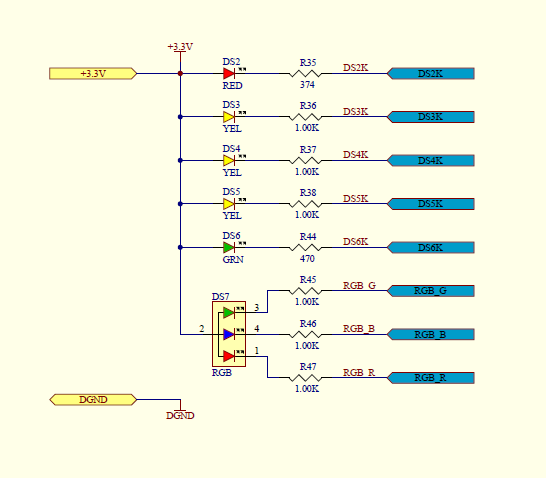 +3.3V
+3.3V
DS2
RED
R35
374
DS2K
DS2K
DS3
YEL
R36
1.00K
DS3K
DS3K
DS4
YEL
R37
1.00K
DS4K
DS4K
DS5
YEL
R38
1.00K
DS5K
DS5K
DS6
GRN
R44
470
DS6K
DS6K
DS7
RGB
2
3
4
1
R45
1.00K
RGB_G
RGB_G
R46
1.00K
RGB_B
RGB_B
R47
1.00K
RGB_R
RGB_R
DGND
DGND